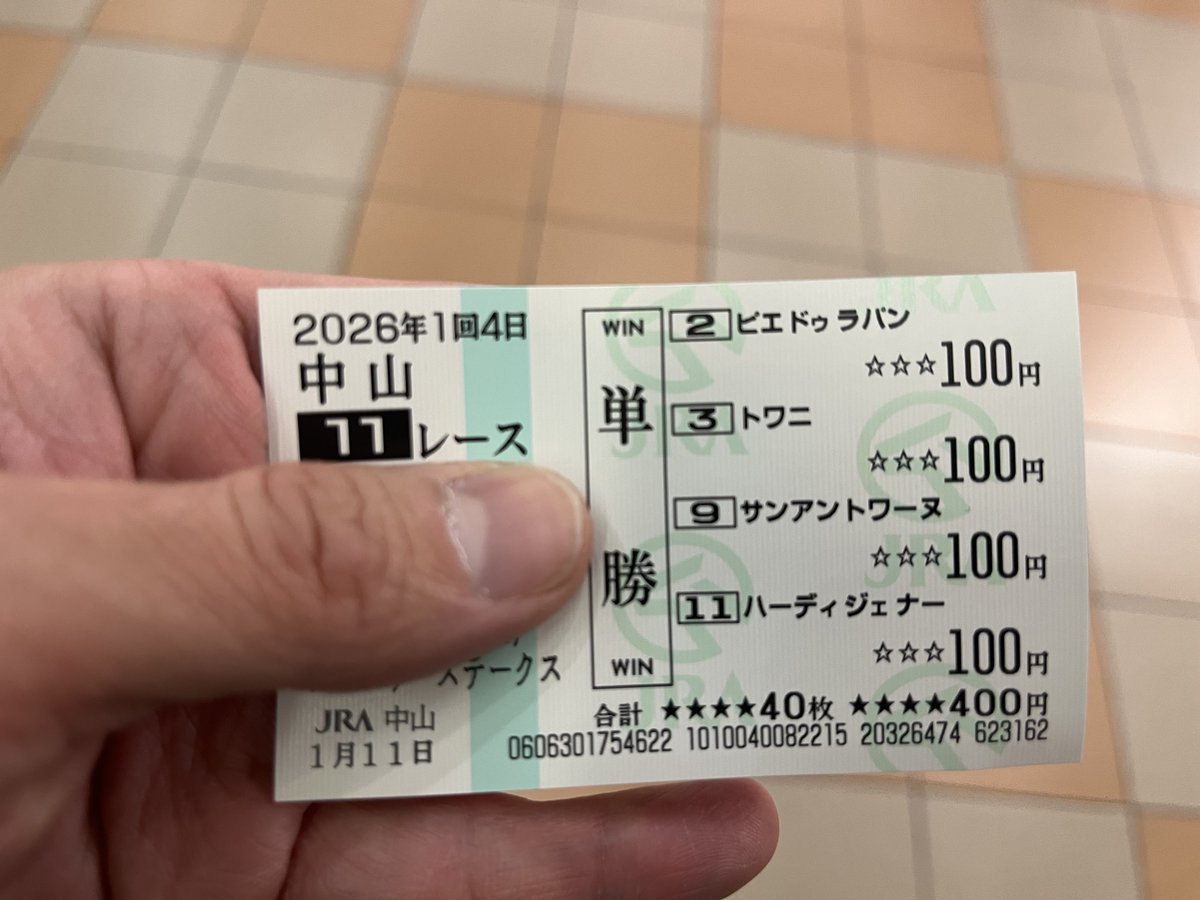 2026年1回4日
中山
11レース
ステークス
JRA 中山
1月11日
WIN
単勝
WIN
2 ピエドゥラパン
☆☆☆100円
3 トワニ
☆☆☆100円
9 サンアントワーヌ
☆☆☆100円
11 ハーディジェナー
☆☆☆100円
合計 ★★★★40枚 ★★★★400円
0606301754622 1010040082215 20326474 623162
JRA
JRA
JRA
JRA